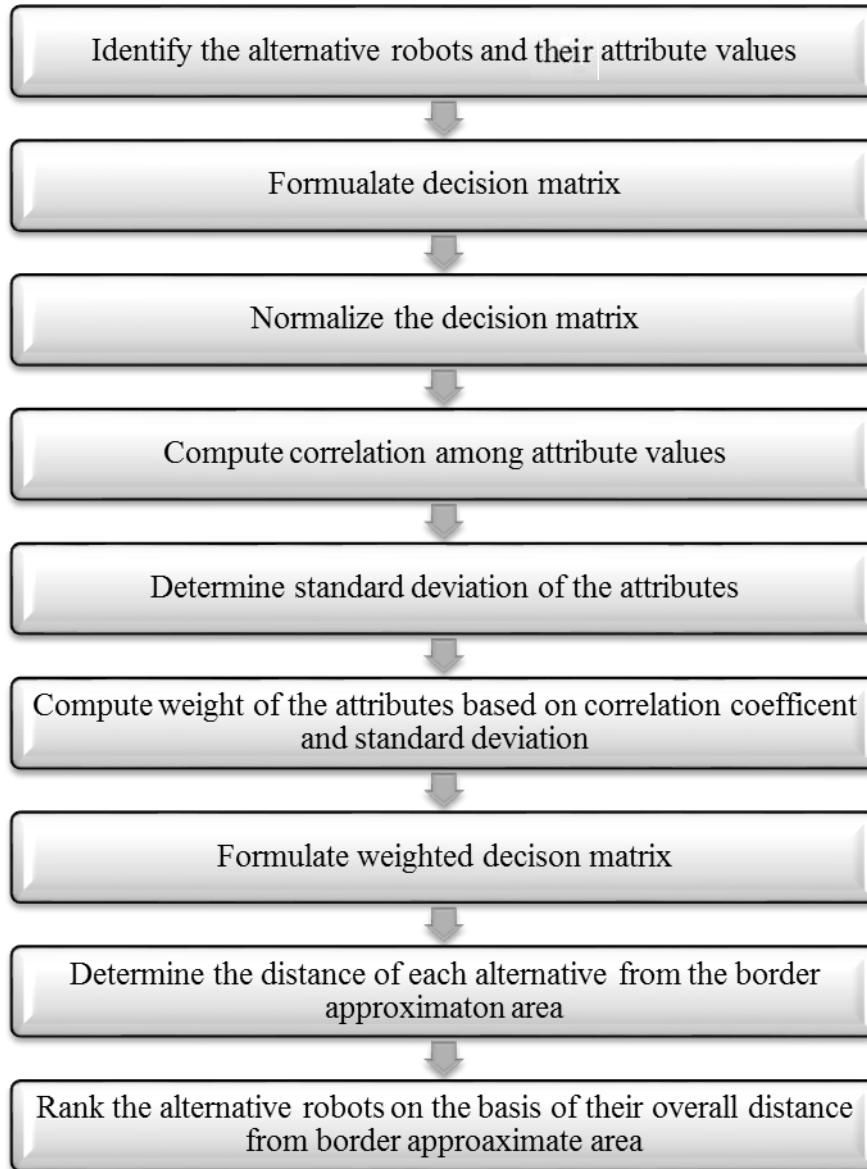 Identify the alternative robots and their attribute values
Formualate decision matrix
Normalize the decision matrix
Compute correlation among attribute values
Determine standard deviation of the attributes
Compute weight of the attributes based on correlation coefficent
and standard deviation
Formulate weighted decison matrix
Determine the distance of each alternative from the border
approximaton area
Rank the alternative robots on the basis of their overall distance
from border approaximate area